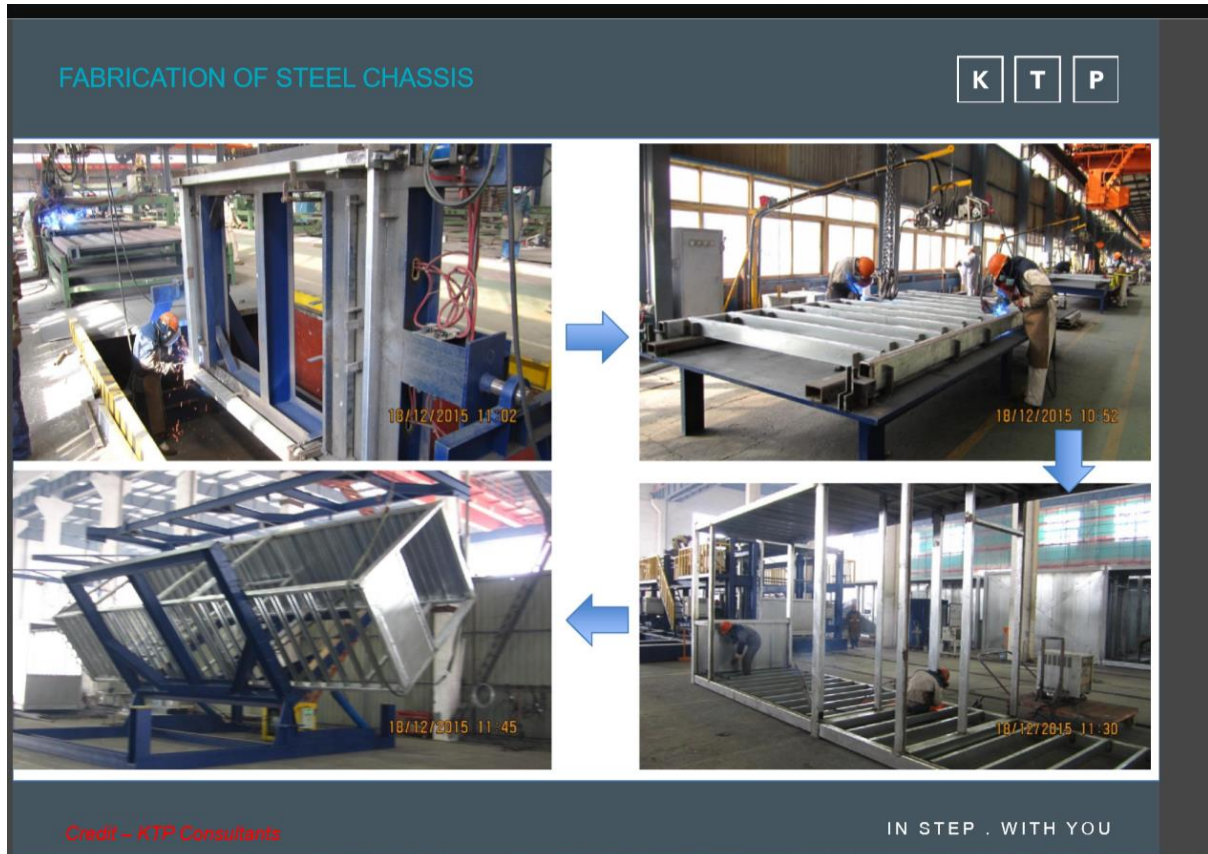 FABRICATION OF STEEL CHASSIS
K T P
18/12/2015 11:02
18/12/2015 10:52
18/12/2015 11:45
18/12/2015 11:30
Credit – KTP Consultants
IN STEP . WITH YOU